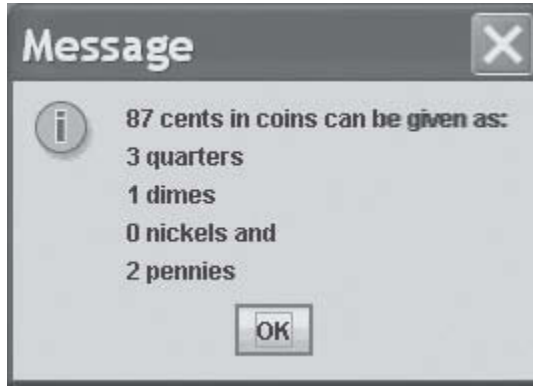 Message
87 cents in coins can be given as:
3 quarters
1 dimes
0 nickels and
2 pennies
OK